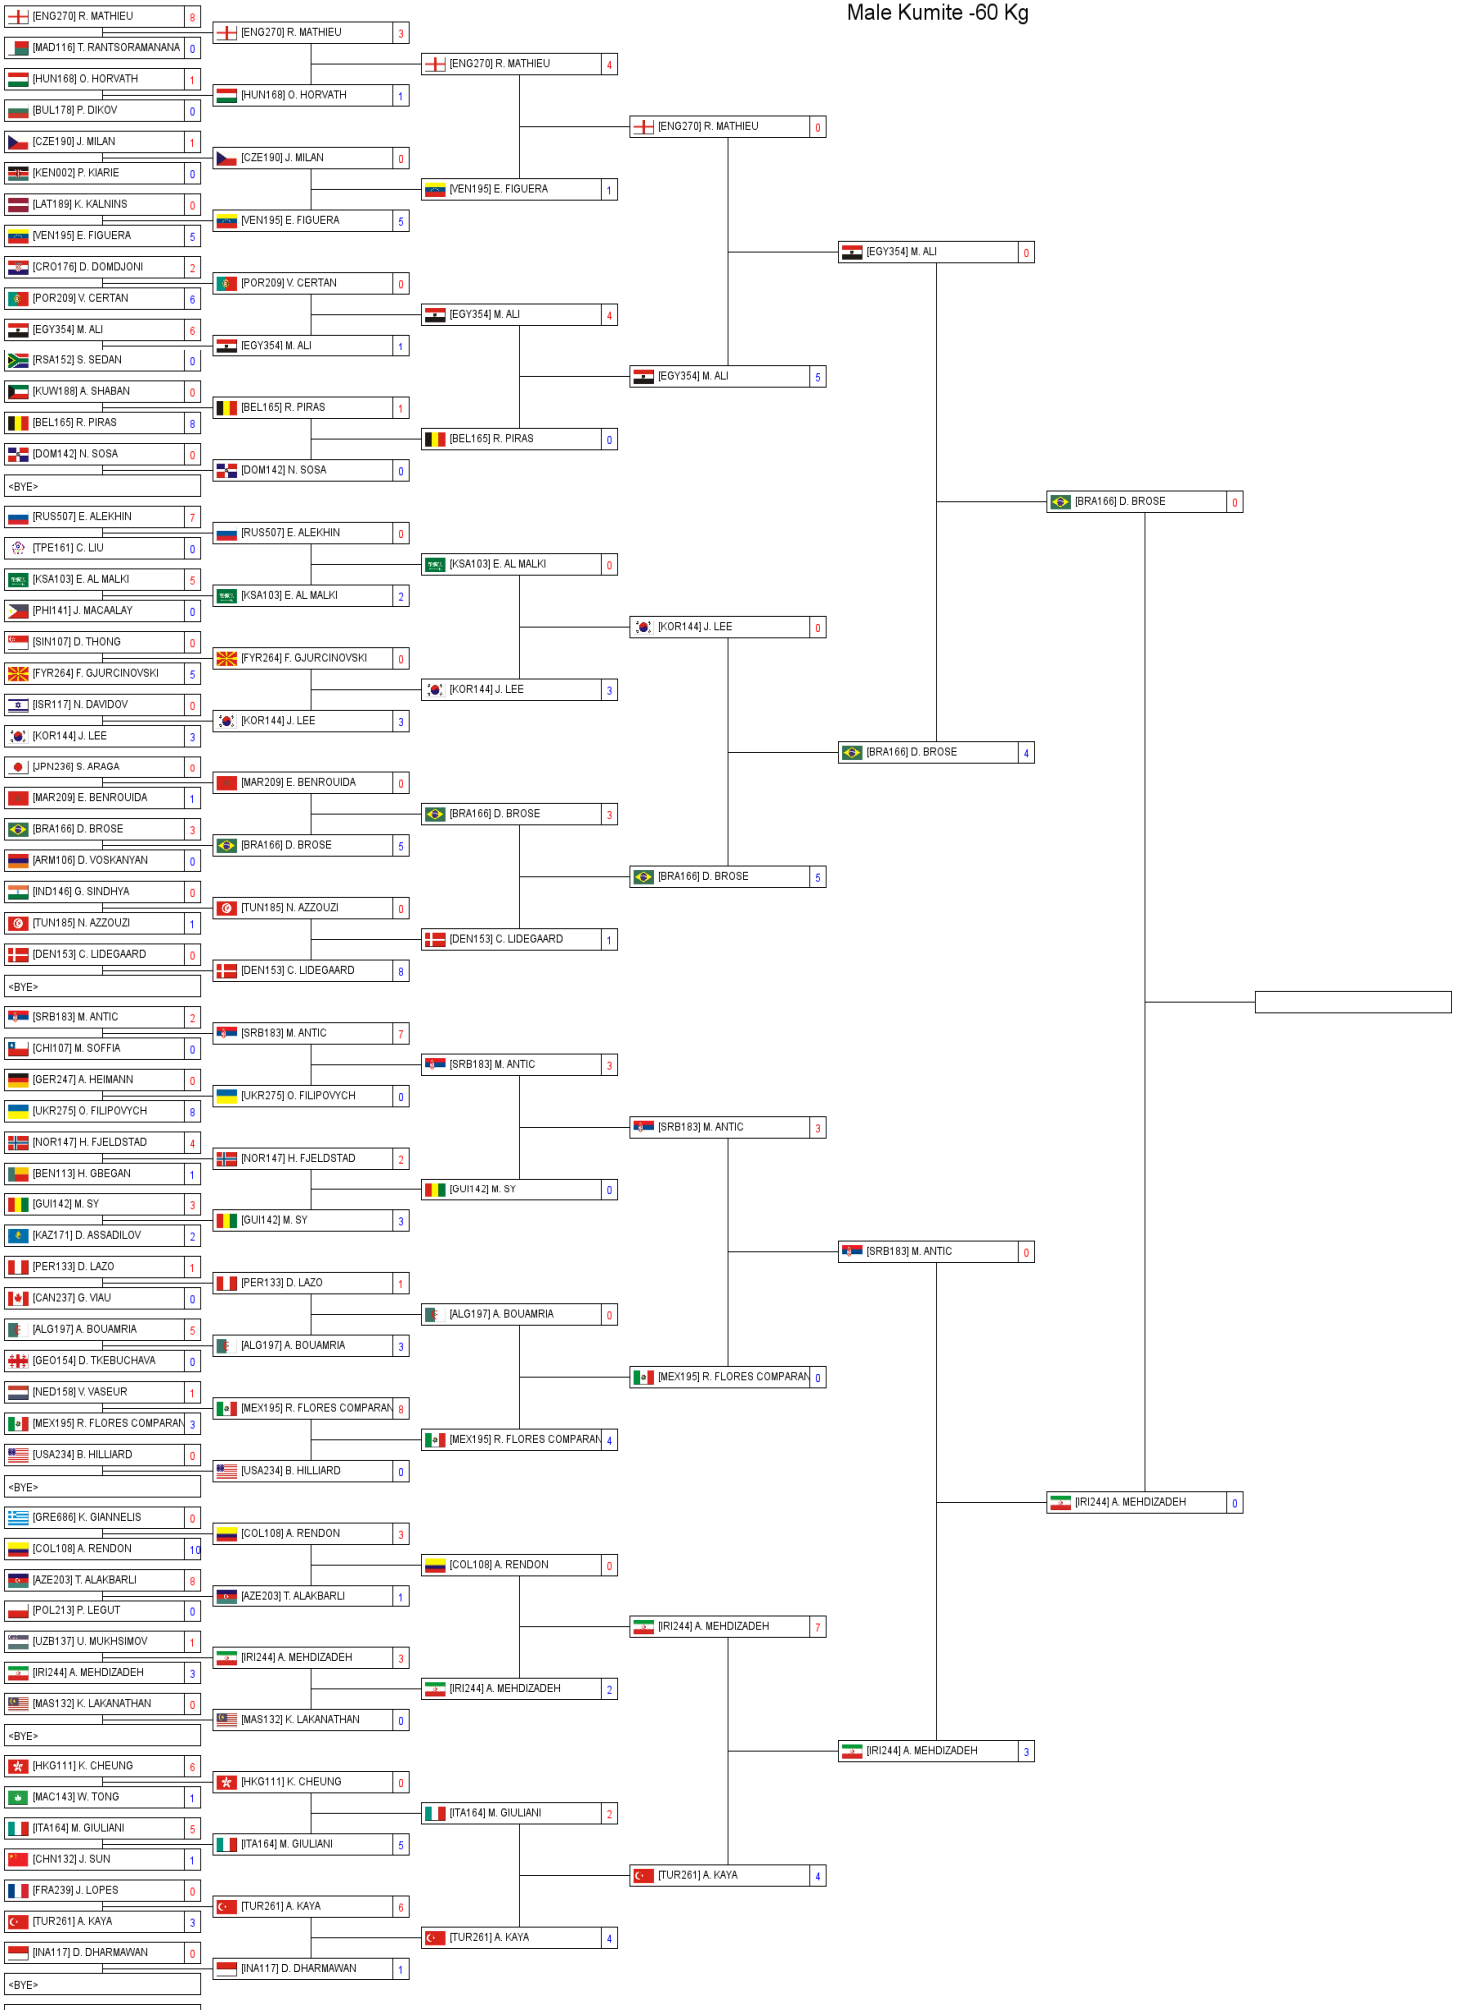 Male Kumite -60 Kg
[ENG270] R. MATHIEU 8
[MAD116] T. RANTSORAMANANA 0
[HUN168] O. HORVATH 1
[BUL178] P. DIKOV 0
[CZE190] J. MILAN 1
[KEN002] P. KIARIE 0
[LAT189] K. KALNINS 0
[VEN195] E. FIGUERA 5
[CRO176] D. DOMDJONI 2
[POR209] V. CERTAN 6
[EGY354] M. ALI 6
[RSA152] S. SEDAN 0
[KUW188] A. SHABAN 0
[BEL165] R. PIRAS 8
[DOM142] N. SOSA 0
<BYE>
[RUS507] E. ALEKHIN 7
[TPE161] C. LIU 0
[KSA103] E. AL MALKI 5
[PHI141] J. MACAALAY 0
[SIN107] D. THONG 0
[FYR264] F. GJURCINOVSKI 5
[ISR117] N. DAVIDOV 0
[KOR144] J. LEE 3
[JPN236] S. ARAGA 0
[MAR209] E. BENROUIDA 1
[BRA166] D. BROSE 3
[ARM106] D. VOSKANYAN 0
[IND146] G. SINDHYA 0
[TUN185] N. AZZOUZI 1
[DEN153] C. LIDEGAARD 0
<BYE>
[SRB183] M. ANTIC 2
[CHI107] M. SOFFIA 0
[GER247] A. HEIMANN 0
[UKR275] O. FILIPOVYCH 8
[NOR147] H. FJELDSTAD 4
[BEN113] H. GBEGAN 1
[GUI142] M. SY 3
[KAZ171] D. ASSADILOV 2
[PER133] D. LAZO 1
[CAN237] G. VIAU 0
[ALG197] A. BOUAMRIA 5
[GEO154] D. TKEBUCHAVA 0
[NED158] V. VASEUR 1
[MEX195] R. FLORES COMPARAN 3
[USA234] B. HILLIARD 0
<BYE>
[GRE686] K. GIANNELIS 0
[COL108] A. RENDON 10
[AZE203] T. ALAKBARLI 8
[POL213] P. LEGUT 0
[UZB137] U. MUKHSIMOV 1
[IRI244] A. MEHDIZADEH 3
[MAS132] K. LAKANATHAN 0
<BYE>
[HKG111] K. CHEUNG 6
[MAC143] W. TONG 1
[ITA164] M. GIULIANI 5
[CHN132] J. SUN 1
[FRA239] J. LOPES 0
[TUR261] A. KAYA 3
[INA117] D. DHARMAWAN 0
<BYE>
[ENG270] R. MATHIEU 3
[HUN168] O. HORVATH 1
[CZE190] J. MILAN 0
[VEN195] E. FIGUERA 5
[POR209] V. CERTAN 0
[EGY354] M. ALI 1
[BEL165] R. PIRAS 1
[DOM142] N. SOSA 0
[RUS507] E. ALEKHIN 0
[KSA103] E. AL MALKI 2
[FYR264] F. GJURCINOVSKI 0
[KOR144] J. LEE 3
[MAR209] E. BENROUIDA 0
[BRA166] D. BROSE 5
[TUN185] N. AZZOUZI 0
[DEN153] C. LIDEGAARD 8
[SRB183] M. ANTIC 7
[UKR275] O. FILIPOVYCH 0
[NOR147] H. FJELDSTAD 2
[GUI142] M. SY 3
[PER133] D. LAZO 1
[ALG197] A. BOUAMRIA 3
[MEX195] R. FLORES COMPARAN 8
[USA234] B. HILLIARD 0
[COL108] A. RENDON 3
[AZE203] T. ALAKBARLI 1
[IRI244] A. MEHDIZADEH 3
[MAS132] K. LAKANATHAN 0
[HKG111] K. CHEUNG 0
[ITA164] M. GIULIANI 5
[TUR261] A. KAYA 6
[INA117] D. DHARMAWAN 1
[ENG270] R. MATHIEU 4
[VEN195] E. FIGUERA 1
[EGY354] M. ALI 4
[BEL165] R. PIRAS 0
[KSA103] E. AL MALKI 0
[KOR144] J. LEE 3
[BRA166] D. BROSE 3
[DEN153] C. LIDEGAARD 1
[SRB183] M. ANTIC 3
[GUI142] M. SY 0
[ALG197] A. BOUAMRIA 0
[MEX195] R. FLORES COMPARAN 4
[COL108] A. RENDON 0
[IRI244] A. MEHDIZADEH 2
[ITA164] M. GIULIANI 2
[TUR261] A. KAYA 4
[ENG270] R. MATHIEU 0
[EGY354] M. ALI 5
[KOR144] J. LEE 0
[BRA166] D. BROSE 5
[SRB183] M. ANTIC 3
[MEX195] R. FLORES COMPARAN 0
[IRI244] A. MEHDIZADEH 7
[TUR261] A. KAYA 4
[EGY354] M. ALI 0
[BRA166] D. BROSE 4
[SRB183] M. ANTIC 0
[IRI244] A. MEHDIZADEH 3
[BRA166] D. BROSE 0
[IRI244] A. MEHDIZADEH 0